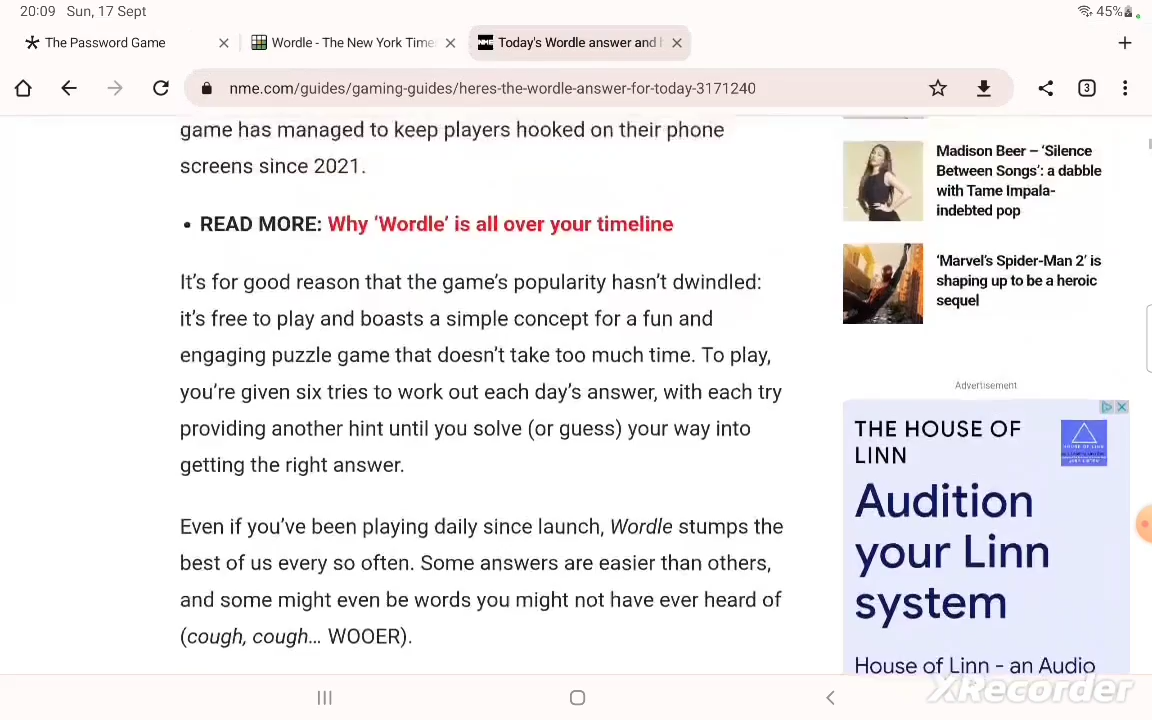 20:09 Sun, 17 Sept
45%
The Password Game
Wordle - The New York Time
Today's Wordle answer and h
nme.com/guides/gaming-guides/heres-the-wordle-answer-for-today-3171240
3
game has managed to keep players hooked on their phone
screens since 2021.
• READ MORE: Why ‘Wordle’ is all over your timeline
It’s for good reason that the game’s popularity hasn’t dwindled:
it’s free to play and boasts a simple concept for a fun and
engaging puzzle game that doesn’t take too much time. To play,
you’re given six tries to work out each day’s answer, with each try
providing another hint until you solve (or guess) your way into
getting the right answer.
Even if you’ve been playing daily since launch, Wordle stumps the
best of us every so often. Some answers are easier than others,
and some might even be words you might not have ever heard of
(cough, cough… WOOER).
Madison Beer – ‘Silence
Between Songs’: a dabble
with Tame Impala-
indebted pop
‘Marvel’s Spider-Man 2’ is
shaping up to be a heroic
sequel
Advertisement
THE HOUSE OF
LINN
Audition
your Linn
system
House of Linn - an Audio
XRecorder